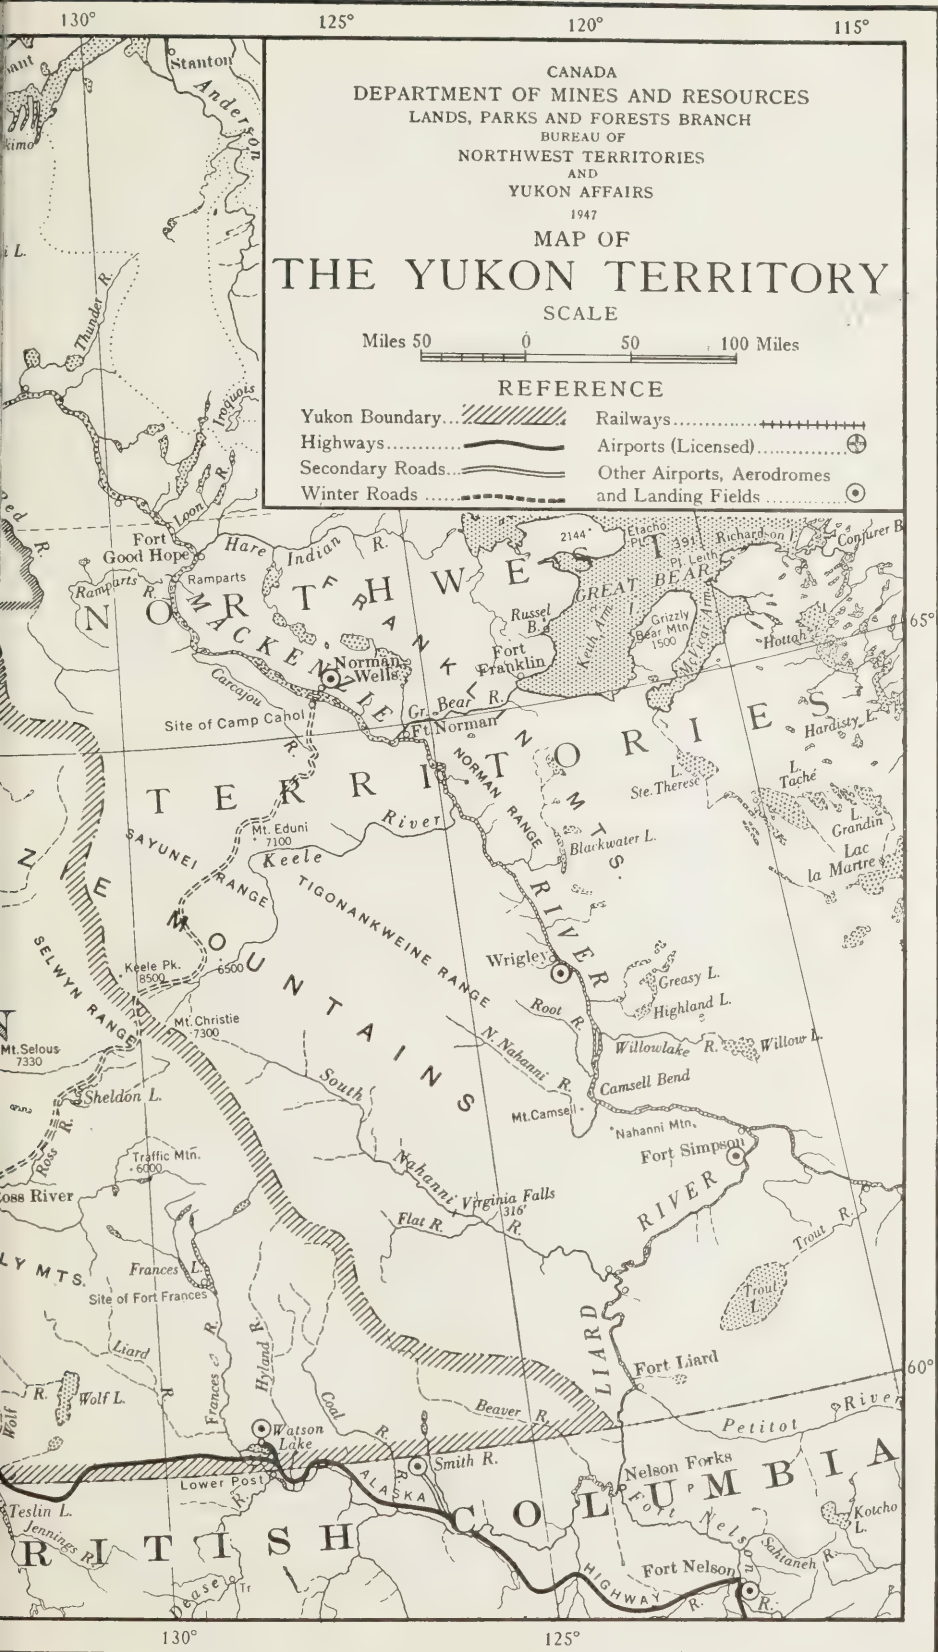 130°
125°
120°
115°
CANADA
DEPARTMENT OF MINES AND RESOURCES
LANDS, PARKS AND FORESTS BRANCH
BUREAU OF
NORTHWEST TERRITORIES
AND
YUKON AFFAIRS
1947
MAP OF
THE YUKON TERRITORY
SCALE
Miles 50 0 50 100 Miles
REFERENCE
Yukon Boundary...
Highways..........
Secondary Roads...
Winter Roads .....
Railways............
Airports (Licensed)............
Other Airports, Aerodromes
and Landing Fields ..........
Stanton
Anderson
Thunder R.
Iroquois
Loon R.
R.
Fort
Good Hope
Hare Indian R.
Ramparts R.
Ramparts
2144
Etacho
Pt.
391
Richardson I.
Conjurer B
Pt. Leith
GREAT BEAR
L
Keith Arm
McVicar Arm
Grizzly
Bear Mtn
1500
Russel
B.
Hottah
65°
NORTHWEST
FRANKLIN MTS.
MACKENZIE
RIVER
Norman
Wells
Fort
Franklin
Carcajou
R.
Gr. Bear R.
Ft. Norman
Site of Camp Canol
Hardisty L.
TERRITORIES
NORMAN RANGE
L.
Ste. Therese
L.
Taché
L.
Grandin
Lac
la Martre
Mt. Eduni
7100
Keele River
Blackwater L.
SAYUNEI RANGE
TIGONANKWEINE RANGE
MOUNTAINS
SELWYN RANGE
Keele Pk.
8500
6500
Mt. Christie
7300
Mt. Selous
7330
Wrigley
Greasy L.
Highland L.
Root R.
Willowlake R.
Willow L.
N. Nahanni R.
Camsell Bend
Mt. Camsell
Nahanni Mtn.
Fort Simpson
Sheldon L.
Ross R.
Traffic Mtn.
6000
oss River
South
Nahanni
R.
Virginia Falls
316'
Flat R.
LIARD
RIVER
Trout R.
Trout
L.
LY MTS.
Frances L.
Site of Fort Frances
Liard
R.
Frances R.
Hyland R.
Coal
R.
Fort Liard
60°
Wolf R.
Wolf L.
Beaver R.
Petitot River
Watson
Lake
Lower Post
Smith R.
R.
ALASKA
HIGHWAY
Nelson Forks
Fort Nelson
R.
Kotcho
L.
Sahtaneh R.
Teslin L.
Jennings R.
RITISH COLUMBIA
Dease
R.
Tr
Fort Nelson
R.
130°
125°